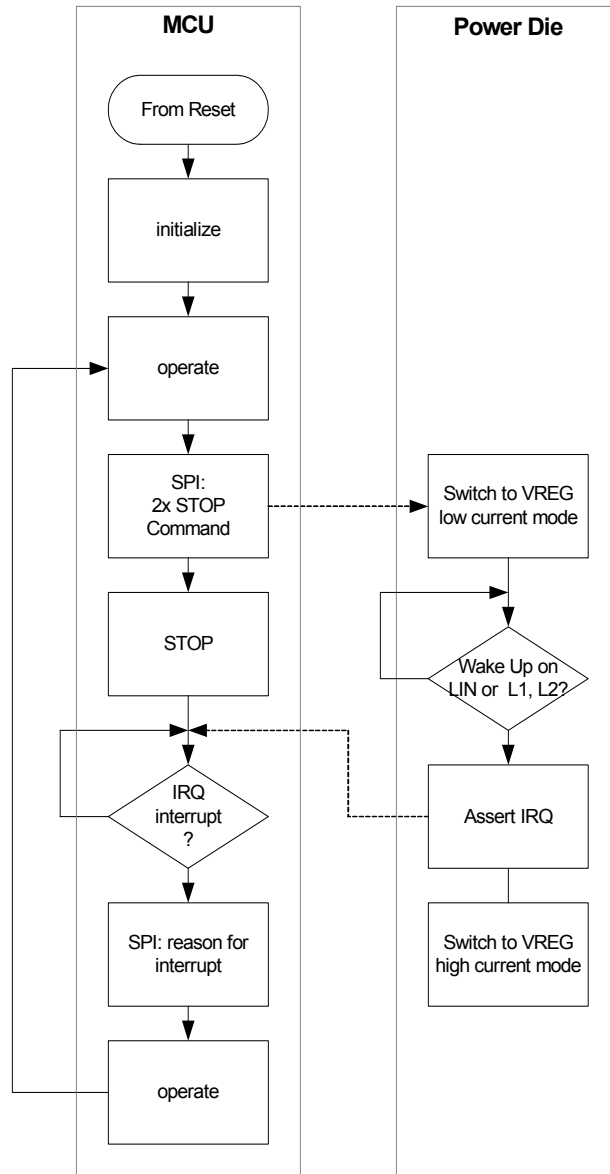 MCU
Power Die
From Reset
initialize
operate
SPI:
2x STOP
Command
Switch to VREG
low current mode
STOP
Wake Up on
LIN or L1, L2?
IRQ
interrupt
?
Assert IRQ
SPI: reason for
interrupt
Switch to VREG
high current mode
operate